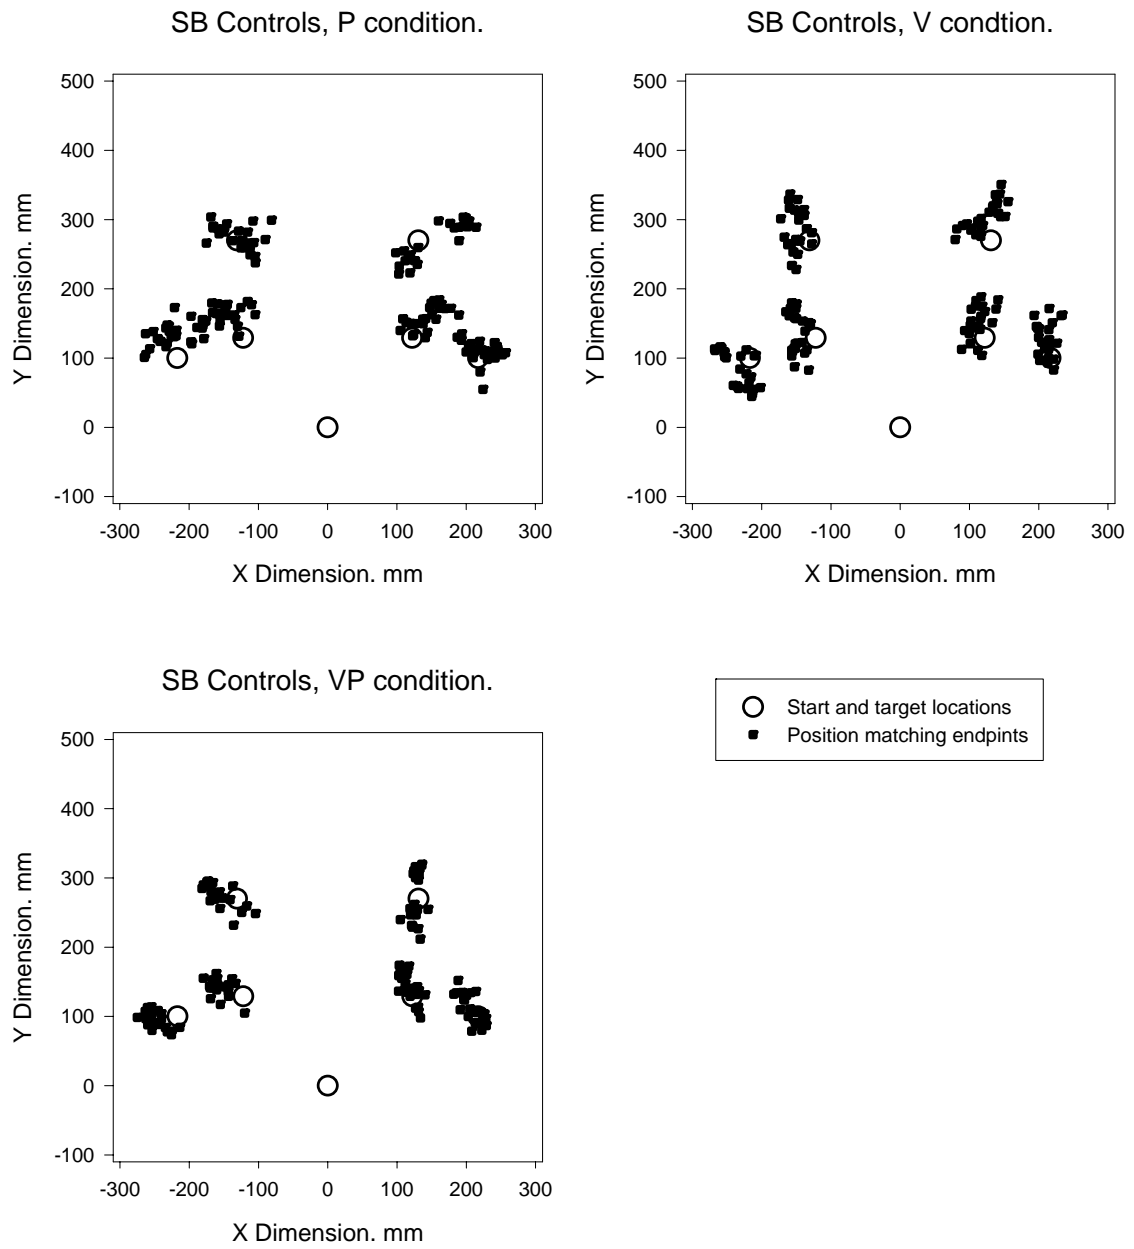 SB Controls, P condition.
500
400
300
200
100
0
-100
Y Dimension. mm
-300 -200 -100 0 100 200 300
X Dimension. mm
SB Controls, V condtion.
500
400
300
200
100
0
-100
Y Dimension. mm
-300 -200 -100 0 100 200 300
X Dimension. mm
SB Controls, VP condition.
500
400
300
200
100
0
-100
Y Dimension. mm
-300 -200 -100 0 100 200 300
X Dimension. mm
Start and target locations
Position matching endpints